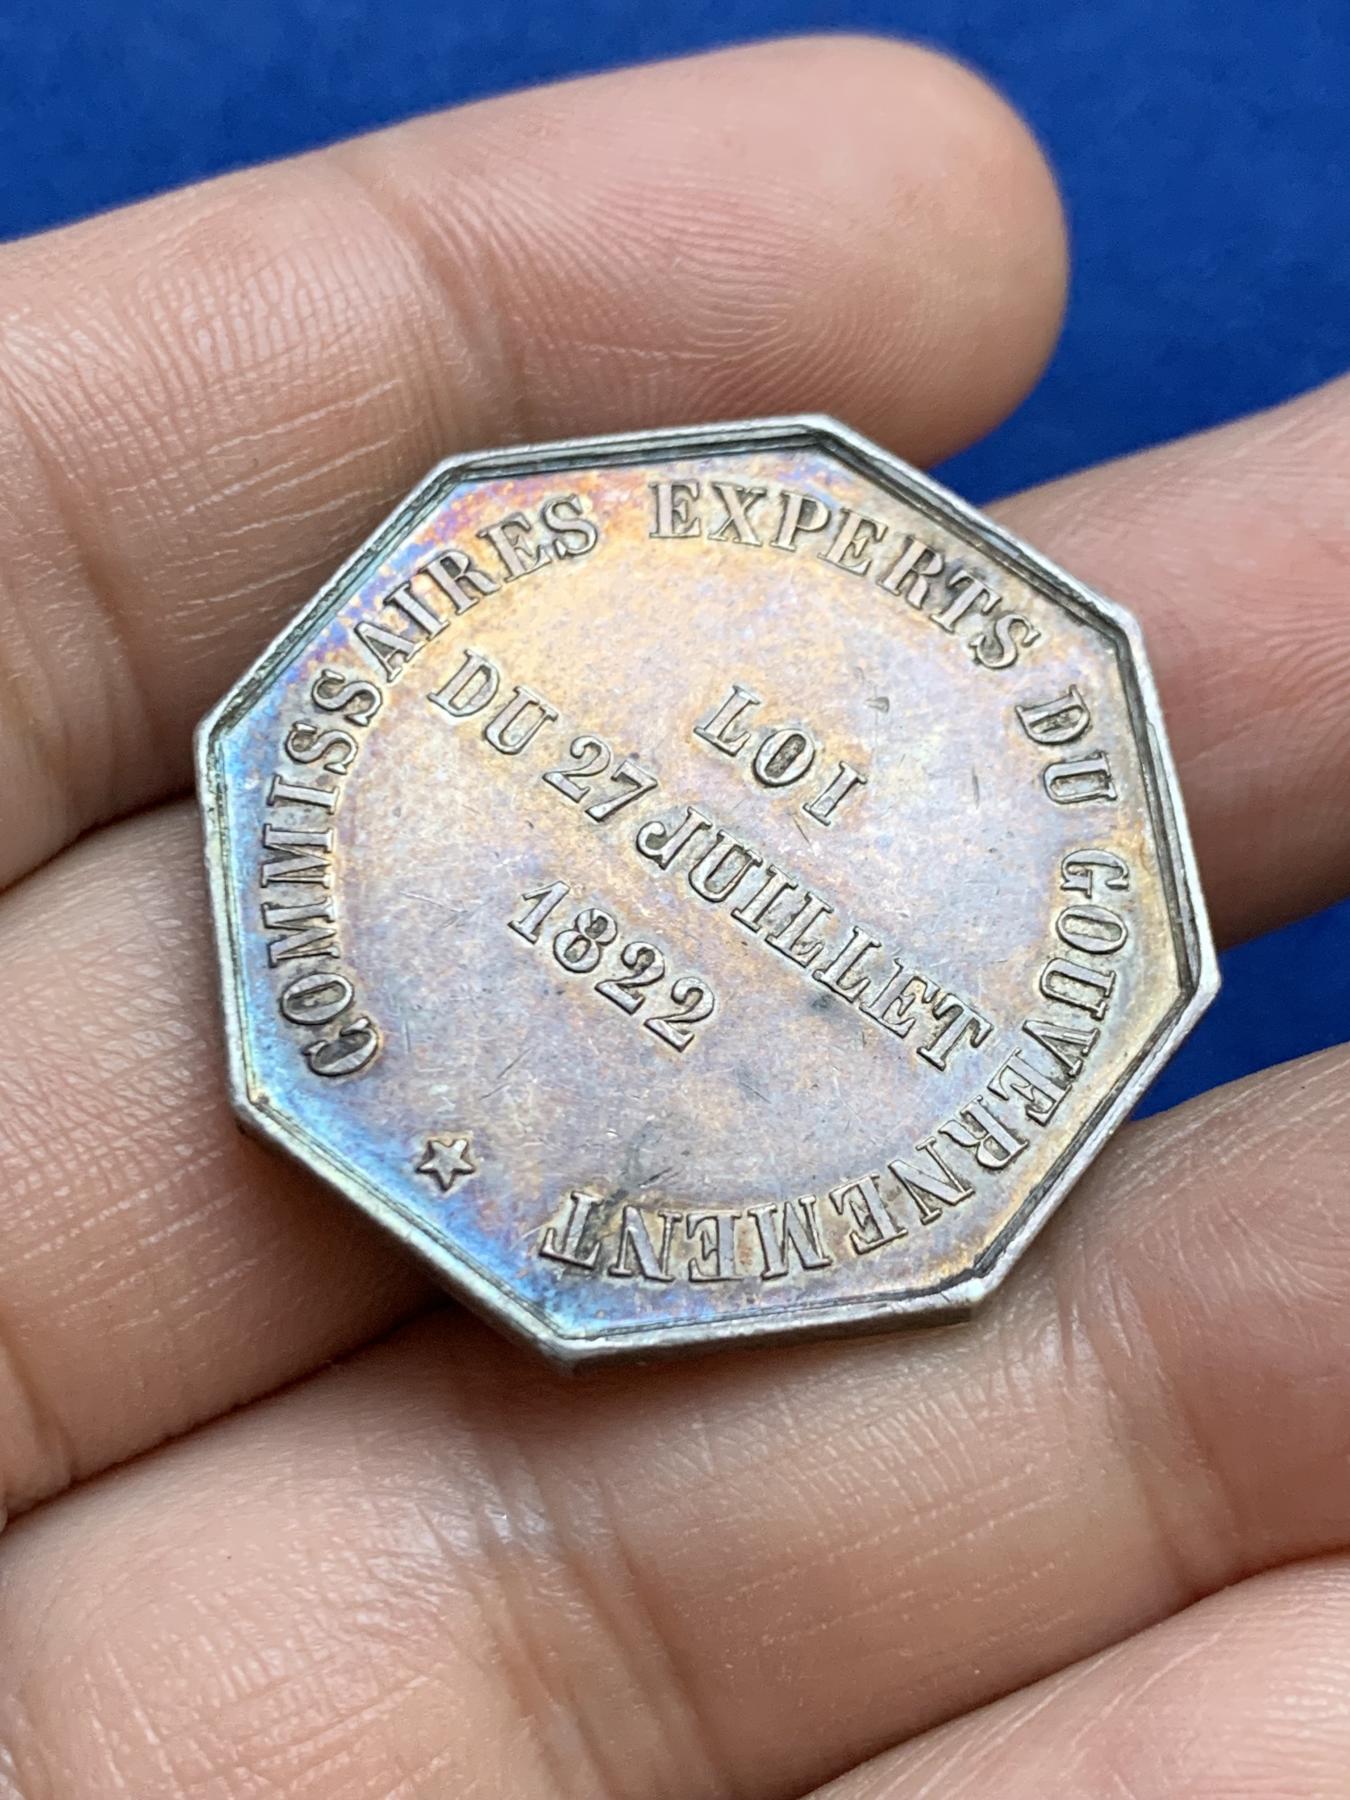 COMMISSAIRES EXPERTS DU GOUVERNEMENT
LOI
DU 27 JUILLET
1822